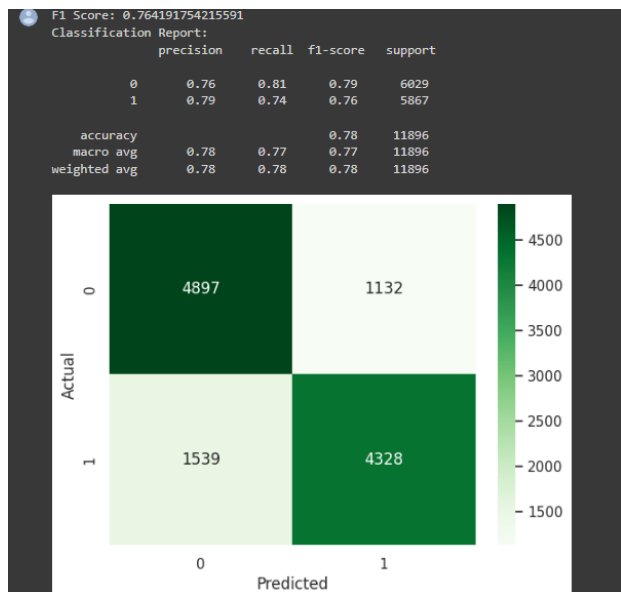 F1 Score: 0.764191754215591
Classification Report:
precision recall f1-score support
0 0.76 0.81 0.79 6029
1 0.79 0.74 0.76 5867
accuracy 0.78 11896
macro avg 0.78 0.77 0.77 11896
weighted avg 0.78 0.78 0.78 11896
4500
4000
3500
3000
2500
2000
1500
Actual
0
4897 1132
1
1539 4328
0 1
Predicted